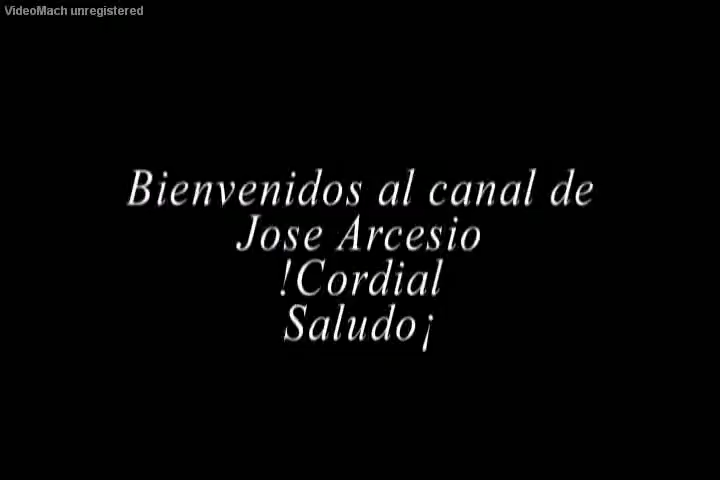 VideoMach unregistered
Bienvenidos al canal de
Jose Arcesio
!Cordial
Saludo¡